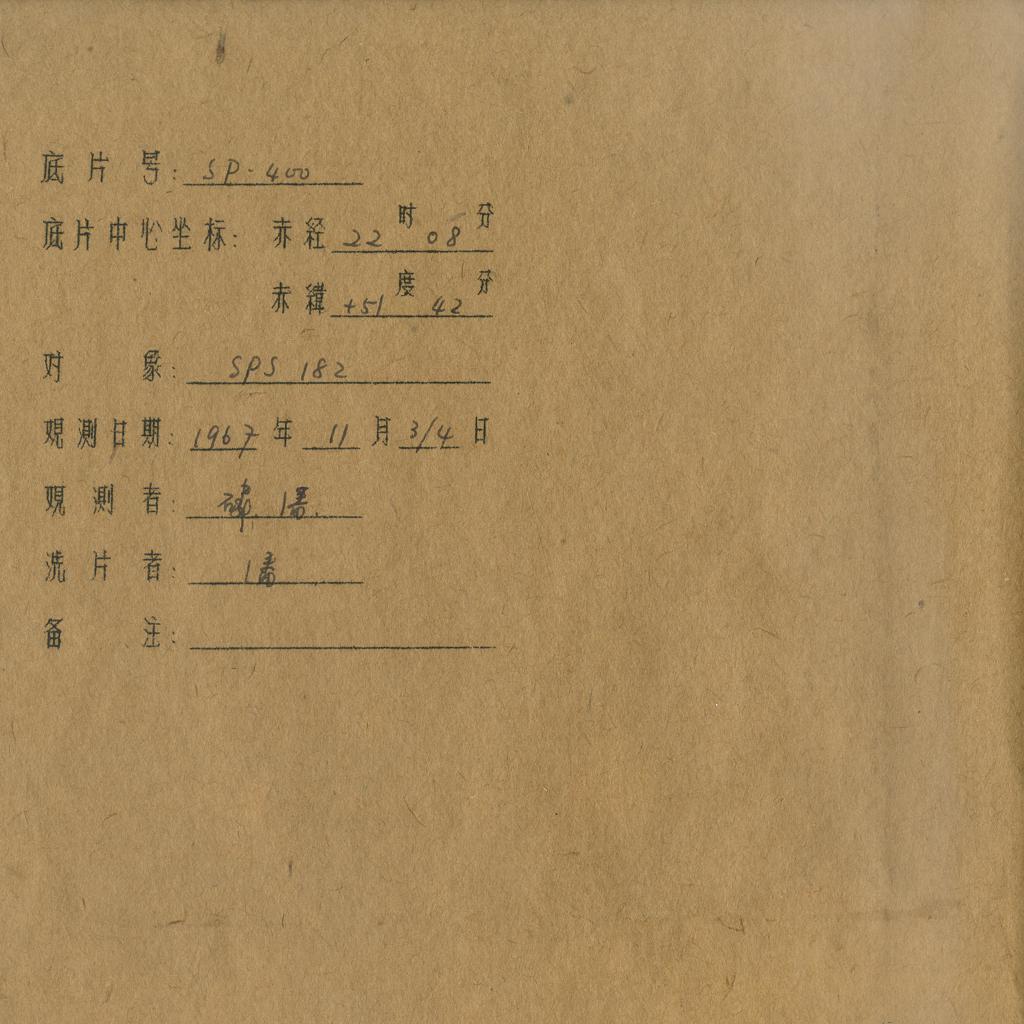 底片号: SP-400
底片中心坐标: 赤经 22 时 08 分
赤緯 +51 度 42 分
对象: SPS 182
观测日期: 1967 年 11 月 3/4 日
观测者:
洗片者:
备注: